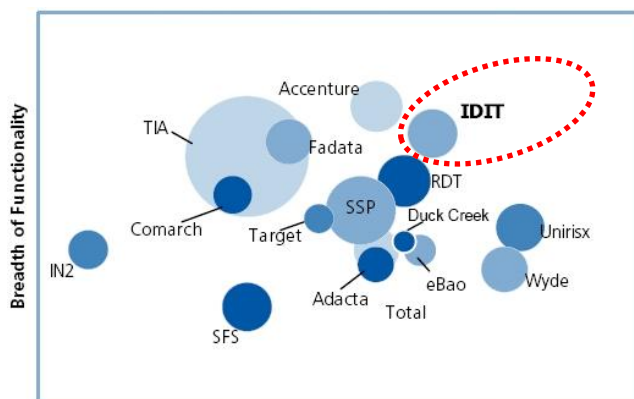 Breadth of Functionality
Accenture
IDIT
TIA
Fadata
RDT
Comarch
SSP
Target
Duck Creek
Unirisx
IN2
eBao
Wyde
Adacta
Total
SFS